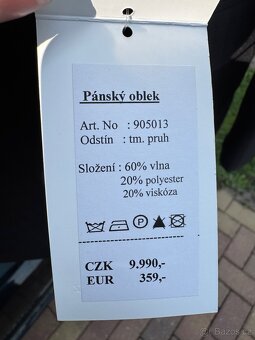 Pánský oblek
Art. No : 905013
Odstín : tm. pruh
Složení : 60% vlna
20% polyester
20% viskóza
P
CZK 9.990,-
EUR 359,-